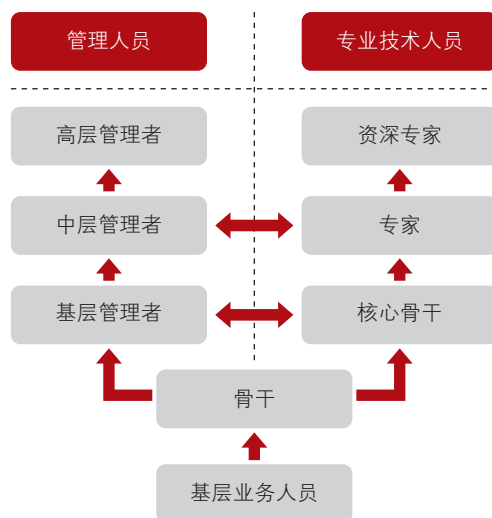 管理人员
专业技术人员
高层管理者
资深专家
中层管理者
专家
基层管理者
核心骨干
骨干
基层业务人员